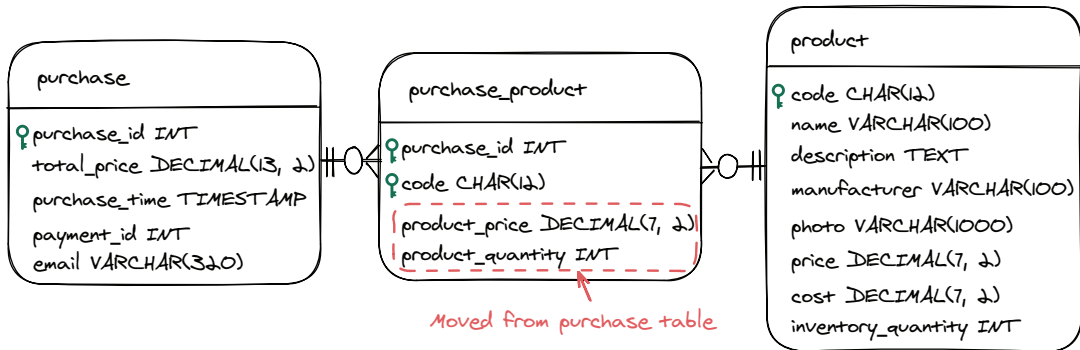 purchase
purchase_id INT
total_price DECIMAL(13, 2)
purchase_time TIMESTAMP
payment_id INT
email VARCHAR(320)
purchase_product
purchase_id INT
code CHAR(12)
product_price DECIMAL(7, 2)
product_quantity INT
Moved from purchase table
product
code CHAR(12)
name VARCHAR(100)
description TEXT
manufacturer VARCHAR(100)
photo VARCHAR(1000)
price DECIMAL(7, 2)
cost DECIMAL(7, 2)
inventory_quantity INT